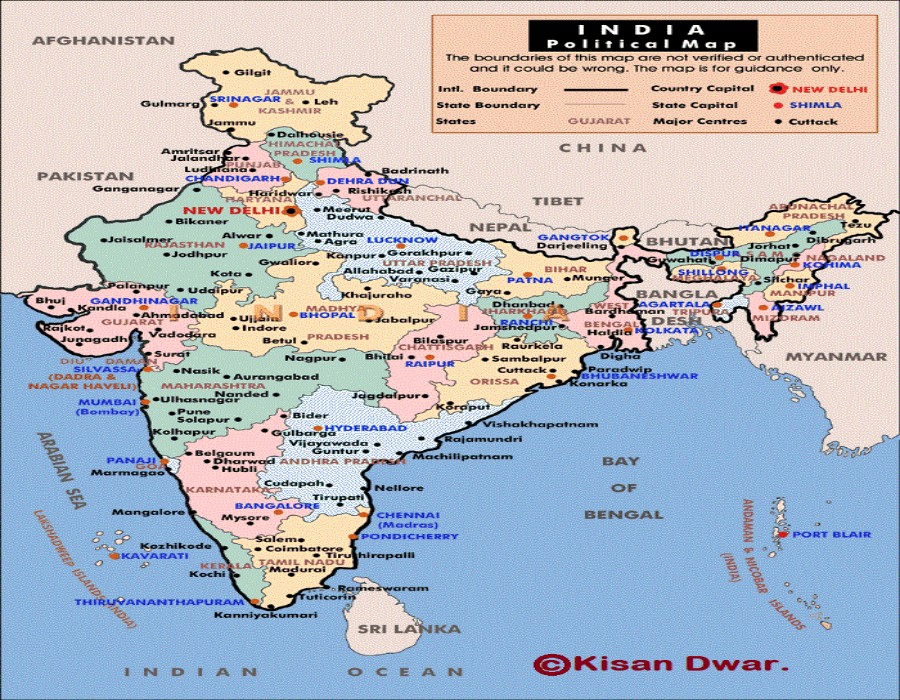 INDIA
Political Map
The boundaries of this map are not verified or authenticated
and it could be wrong. The map is for guidance only.
Intl. Boundary
Country Capital
NEW DELHI
State Boundary
State Capital
SHIMLA
States
GUJARAT
Major Centres
Cuttack
AFGHANISTAN
Gilgit
JAMMU
&
KASHMIR
SRINAGAR
Leh
Gulmarg
Jammu
Dalhousie
HIMACHAL
PRADESH
CHINA
Amritsar
Jalandhar
SHIMLA
PUNJAB
Ludhiana
PAKISTAN
CHANDIGARH
DEHRA DUN
Badrinath
Ganganagar
Haridwar
Rishikesh
HARYANA
UTTARANCHAL
TIBET
NEW DELHI
Meerut
Dudwa
ARUNACHAL
PRADESH
Bikaner
NEPAL
Tezu
Alwar
Mathura
GANGTOK
ITANAGAR
Jaisalmer
RAJASTHAN
JAIPUR
Agra
LUCKNOW
Darjeeling
BHUTAN
Dibrugarh
Jodhpur
Kanpur
Gorakhpur
DISPUR
Jorhat
Gwalior
UTTAR PRADESH
Guwahati
ASAM
Dimapur
NAGALAND
KOHIMA
Kota
Allahabad
Gazipur
BIHAR
SHILLONG
Varanasi
PATNA
Munger
MEGHALAYA
Silchar
Palanpur
Udaipur
Khajuraho
Gaya
IMPHAL
MANIPUR
Bhuj
GANDHINAGAR
Dhanbad
WEST
BANGLA
DESH
AGARTALA
Kandla
Ahmadabad
Ujjain
MADHYA
JHARKHAND
Bardhaman
TRIPURA
AIZAWL
GUJARAT
INDIA
BHOPAL
Jabalpur
RANCHI
BENGAL
MIZORAM
Rajkot
Indore
Jamshedpur
KOLKATA
Junagadh
Vadodara
Betul
PRADESH
Bilaspur
Haldia
Surat
CHATTISGARH
Raurkela
MYANMAR
DIU
DAMAN
Nagpur
Bhilai
Sambalpur
Digha
SILVASSA
(DADRA &
NAGAR HAVELI)
Nasik
RAIPUR
Cuttack
Paradwip
Aurangabad
ORISSA
BHUBANESHWAR
MAHARASHTRA
Konarka
Nanded
Jagdalpur
MUMBAI
(Bombay)
Ulhasnagar
Koraput
Pune
Bider
Solapur
Vishakhapatnam
Kolhapur
Gulbarga
HYDERABAD
Rajamundri
Vijayawada
Guntur
Belgaum
Machilipatnam
PANAJI
GOA
Dharwad
ANDHRA PRADESH
Marmagao
Hubli
BAY
OF
BENGAL
ARABIAN SEA
KARNATAKA
Cudapah
Nellore
Tirupati
Mangalore
BANGALORE
CHENNAI
(Madras)
Mysore
PONDICHERRY
PORT BLAIR
Salem
Kozhikode
Coimbatore
KAVARATI
Tiruchirapalli
LAKSHADWEEP ISLANDS (INDIA)
KERALA
TAMIL NADU
Kochi
Madurai
ANDAMAN & NICOBAR ISLANDS
(INDIA)
Rameswaram
Tuticorin
THIRUVANANTHAPURAM
Kanniyakumari
SRI LANKA
INDIAN OCEAN
©Kisan Dwar.